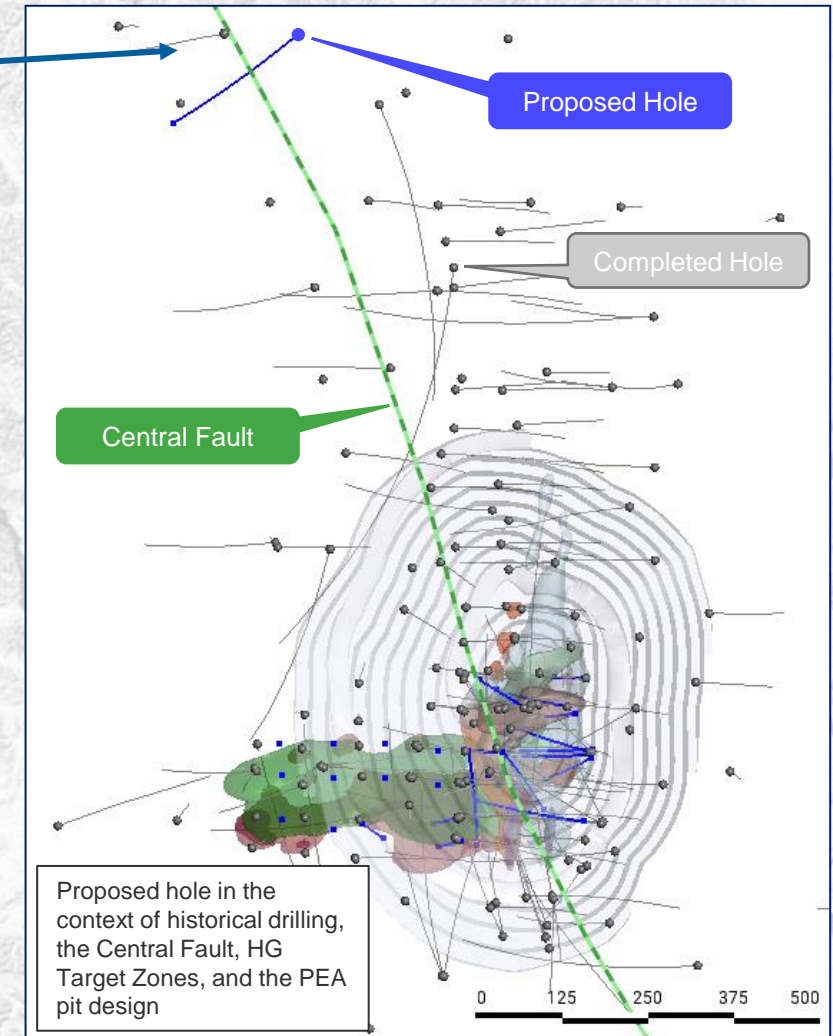 Proposed Hole
Completed Hole
Central Fault
Proposed hole in the
context of historical drilling,
the Central Fault, HG
Target Zones, and the PEA
pit design
0 125 250 375 500